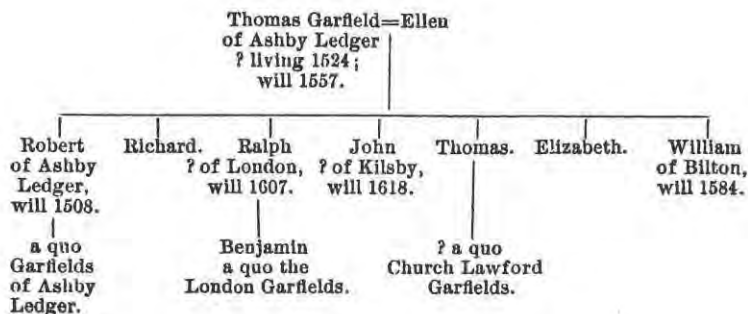 Thomas Garfield=Ellen
of Ashby Ledger
? living 1524;
will 1557.
Robert
of Ashby
Ledger,
will 1508.
Richard.
Ralph
? of London,
will 1607.
John
? of Kilsby,
will 1618.
Thomas.
Elizabeth.
William
of Bilton,
will 1584.
a quo
Garfields
of Ashby
Ledger.
Benjamin
a quo the
London Garfields.
? a quo
Church Lawford
Garfields.